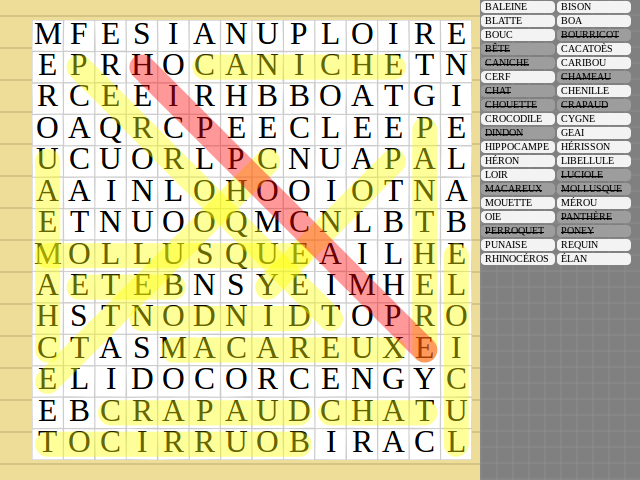 M F E S I A N U P L O I R E
E P R H O C A N I C H E T N
R C E E I R H B B O A T G I
O A Q R C P E E C L E E P E
U C U O R L P C N U A P A L
A A I N L O H O O I O T N A
E T N U O O Q M C N L B T B
M O L L U S Q U E A I L H E
A E T E B N S Y E I M H E L
H S T N O D N I D T O P R O
C T A S M A C A R E U X E I
E L I D O C O R C E N G Y C
E B C R A P A U D C H A T U
T O C I R R U O B I R A C L
BALEINE BISON
BLATTE BOA
BOUC BOURRICOT
BÊTE CACATOÈS
CANICHE CARIBOU
CERF CHAMEAU
CHAT CHENILLE
CHOUETTE CRAPAUD
CROCODILE CYGNE
DINDON GEAI
HIPPOCAMPE HÉRISSON
HÉRON LIBELLULE
LOIR LUCIOLE
MACAREUX MOLLUSQUE
MOUETTE MÉROU
OIE PANTHÈRE
PERROQUET PONEY
PUNAISE REQUIN
RHINOCÉROS ÉLAN